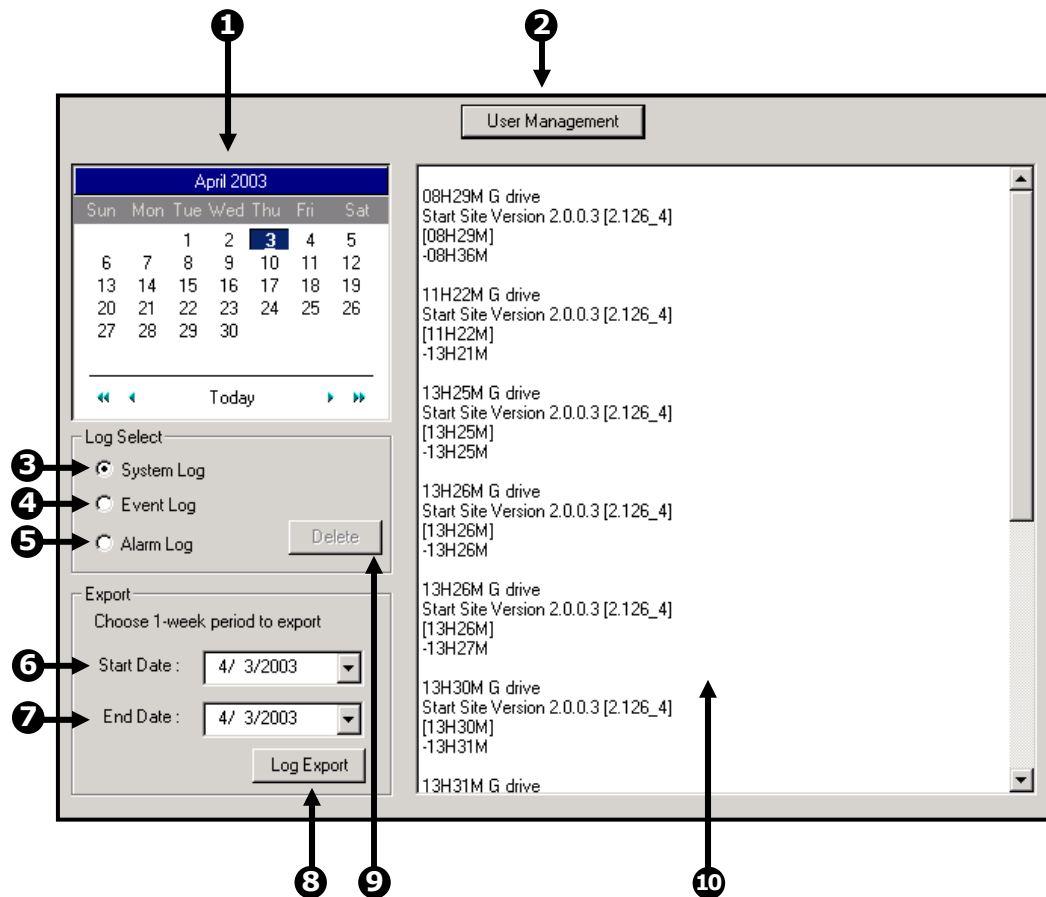 1 2
User Management
April 2003
Sun Mon Tue Wed Thu Fri Sat
1 2 3 4 5
6 7 8 9 10 11 12
13 14 15 16 17 18 19
20 21 22 23 24 25 26
27 28 29 30
Today
Log Select
3 System Log
4 Event Log
5 Alarm Log
Delete
Export
Choose 1-week period to export
6 Start Date : 4/ 3/2003
7 End Date : 4/ 3/2003
Log Export
08H29M G drive
Start Site Version 2.0.0.3 [2.126_4]
[08H29M]
-08H36M
11H22M G drive
Start Site Version 2.0.0.3 [2.126_4]
[11H22M]
-13H21M
13H25M G drive
Start Site Version 2.0.0.3 [2.126_4]
[13H25M]
-13H25M
13H26M G drive
Start Site Version 2.0.0.3 [2.126_4]
[13H26M]
-13H26M
13H26M G drive
Start Site Version 2.0.0.3 [2.126_4]
[13H26M]
-13H27M
13H30M G drive
Start Site Version 2.0.0.3 [2.126_4]
[13H30M]
-13H31M
13H31M G drive
8 9 10